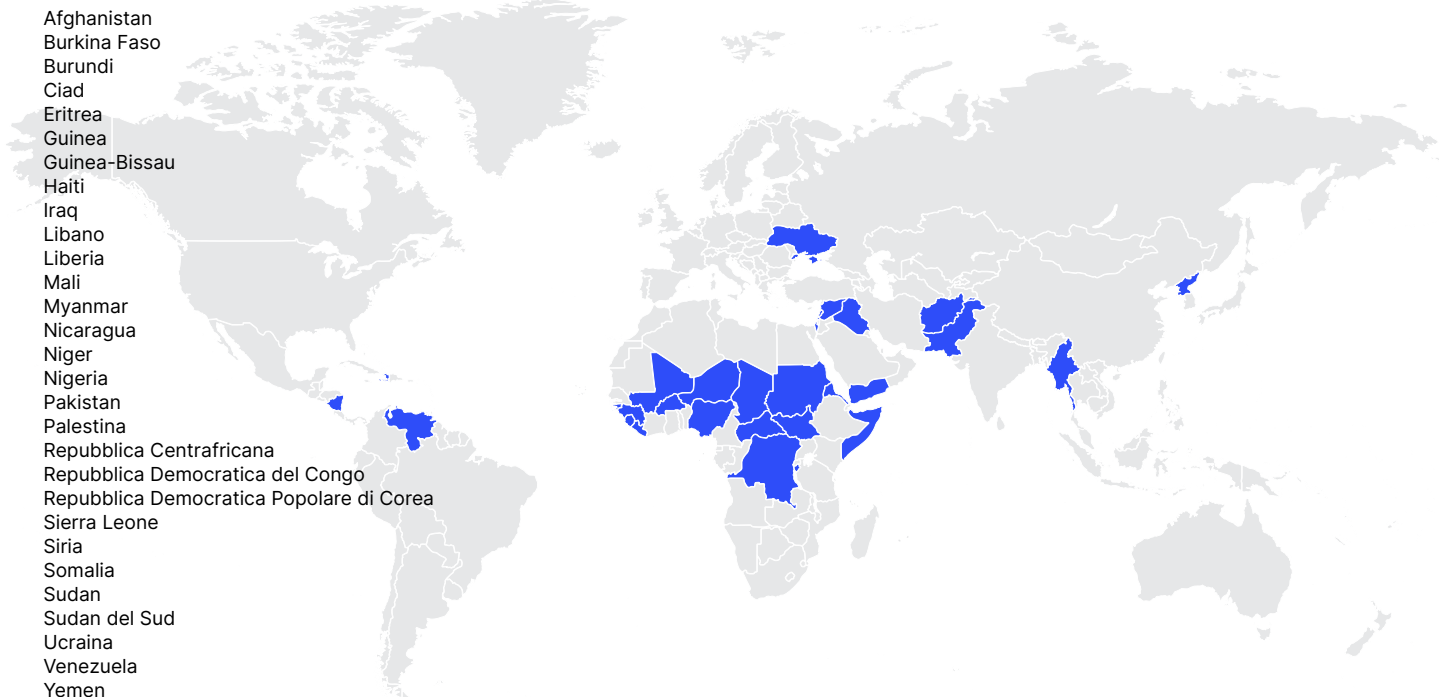 Afghanistan
Burkina Faso
Burundi
Ciad
Eritrea
Guinea
Guinea-Bissau
Haiti
Iraq
Libano
Liberia
Mali
Myanmar
Nicaragua
Niger
Nigeria
Pakistan
Palestina
Repubblica Centrafricana
Repubblica Democratica del Congo
Repubblica Democratica Popolare di Corea
Sierra Leone
Siria
Somalia
Sudan
Sudan del Sud
Ucraina
Venezuela
Yemen